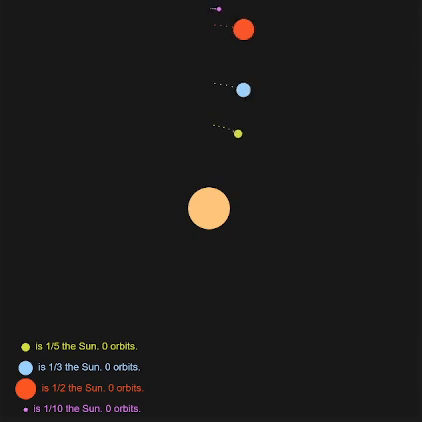 is 1/5 the Sun. 0 orbits.
is 1/3 the Sun. 0 orbits.
is 1/2 the Sun. 0 orbits.
is 1/10 the Sun. 0 orbits.